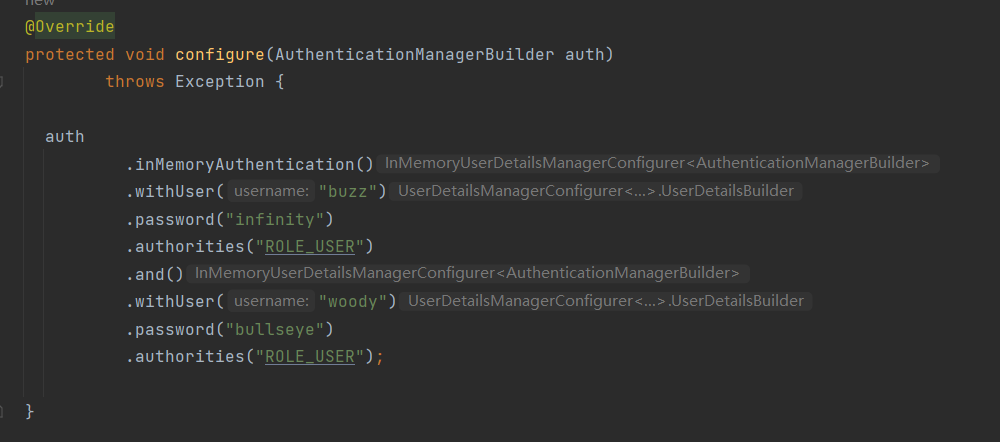 new
@Override
protected void configure(AuthenticationManagerBuilder auth)
throws Exception {
auth
.inMemoryAuthentication() InMemoryUserDetailsManagerConfigurer<AuthenticationManagerBuilder>
.withUser( username: "buzz") UserDetailsManagerConfigurer<...>.UserDetailsBuilder
.password("infinity")
.authorities("ROLE_USER")
.and() InMemoryUserDetailsManagerConfigurer<AuthenticationManagerBuilder>
.withUser( username: "woody") UserDetailsManagerConfigurer<...>.UserDetailsBuilder
.password("bullseye")
.authorities("ROLE_USER");
}